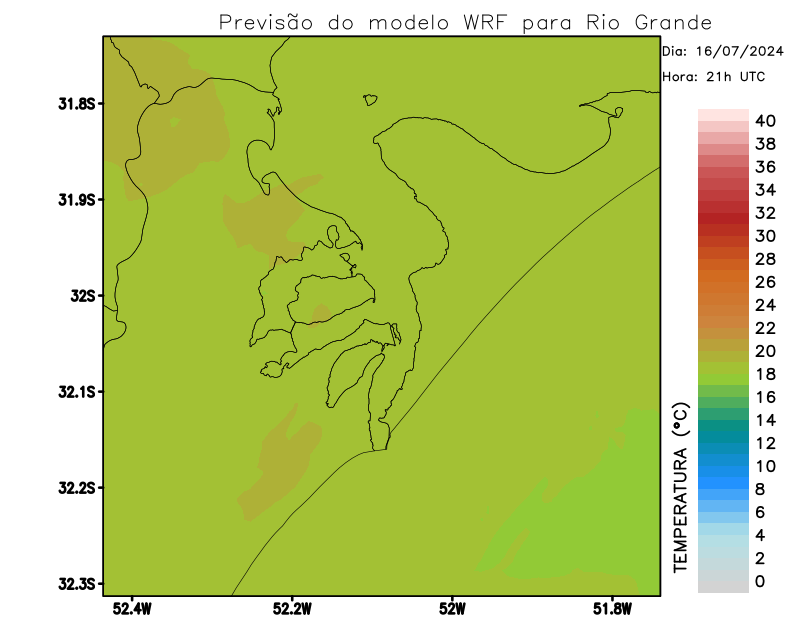 Previsão do modelo WRF para Rio Grande
Dia: 16/07/2024
Hora: 21h UTC
31.8S
31.9S
32S
32.1S
32.2S
32.3S
52.4W
52.2W
52W
51.8W
TEMPERATURA (°C)
40
38
36
34
32
30
28
26
24
22
20
18
16
14
12
10
8
6
4
2
0